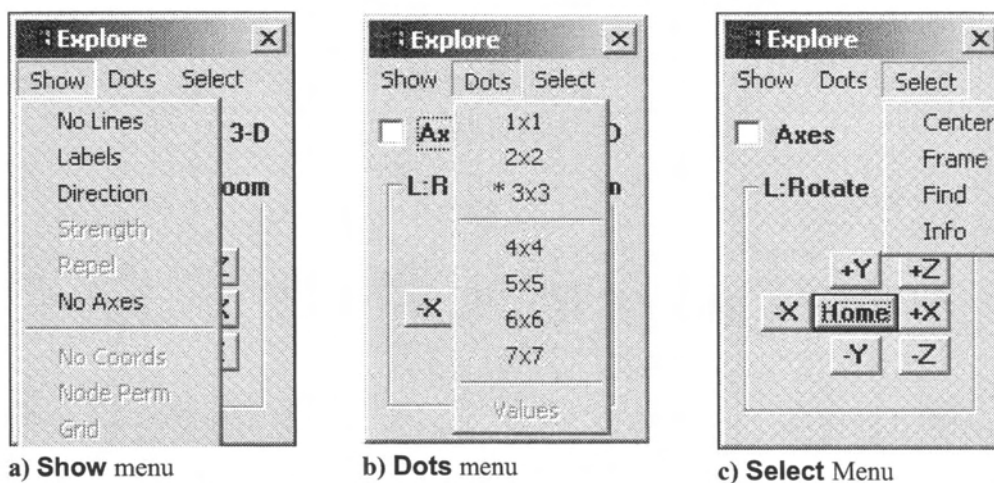 Explore
Show Dots Select
No Lines
Labels
Direction
Strength
Repel
No Axes
No Coords
Node Perm
Grid
3-D
oom
Z
X
a) Show menu
Explore
Show Dots Select
Ax
1x1
2x2
* 3x3
4x4
5x5
6x6
7x7
Values
D
L:R
m
-X
b) Dots menu
Explore
Show Dots Select
Axes
Center
Frame
Find
Info
L:Rotate
+Y +Z
-X Home +X
-Y -Z
c) Select Menu